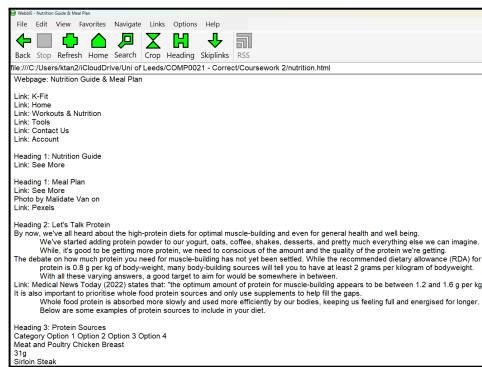 WebbIE - Nutrition Guide & Meal Plan
File Edit View Favorites Navigate Links Options Help
Back Stop Refresh Home Search Crop Heading Skiplinks RSS
file:///C:/Users/ktan2/iCloudDrive/Uni of Leeds/COMP0021 - Correct/Coursework 2/nutrition.html
Webpage: Nutrition Guide & Meal Plan
Link: K-Fit
Link: Home
Link: Workouts & Nutrition
Link: Tools
Link: Contact Us
Link: Account
Heading 1: Nutrition Guide
Link: See More
Heading 1: Meal Plan
Link: See More
Photo by Malidate Van on
Link: Pexels
Heading 2: Let's Talk Protein
By now, we've all heard about the high-protein diets for optimal muscle-building and even for general health and well being.
We've started adding protein powder to our yogurt, oats, coffee, shakes, desserts, and pretty much everything else we can imagine.
While, it's good to be getting more protein, we need to conscious of the amount and the quality of the protein we're getting.
The debate on how much protein you need for muscle-building has not yet been settled. While the recommended dietary allowance (RDA) for
protein is 0.8 g per kg of body-weight, many body-building sources will tell you to have at least 2 grams per kilogram of bodyweight.
With all these varying answers, a good target to aim for would be somewhere in between.
Link: Medical News Today (2022) states that: "the optimum amount of protein for muscle-building appears to be between 1.2 and 1.6 g per kg
It is also important to prioritise whole food protein sources and only use supplements to help fill the gaps.
Whole food protein is absorbed more slowly and used more efficiently by our bodies, keeping us feeling full and energised for longer.
Below are some examples of protein sources to include in your diet.
Heading 3: Protein Sources
Category Option 1 Option 2 Option 3 Option 4
Meat and Poultry Chicken Breast
31g
Sirloin Steak